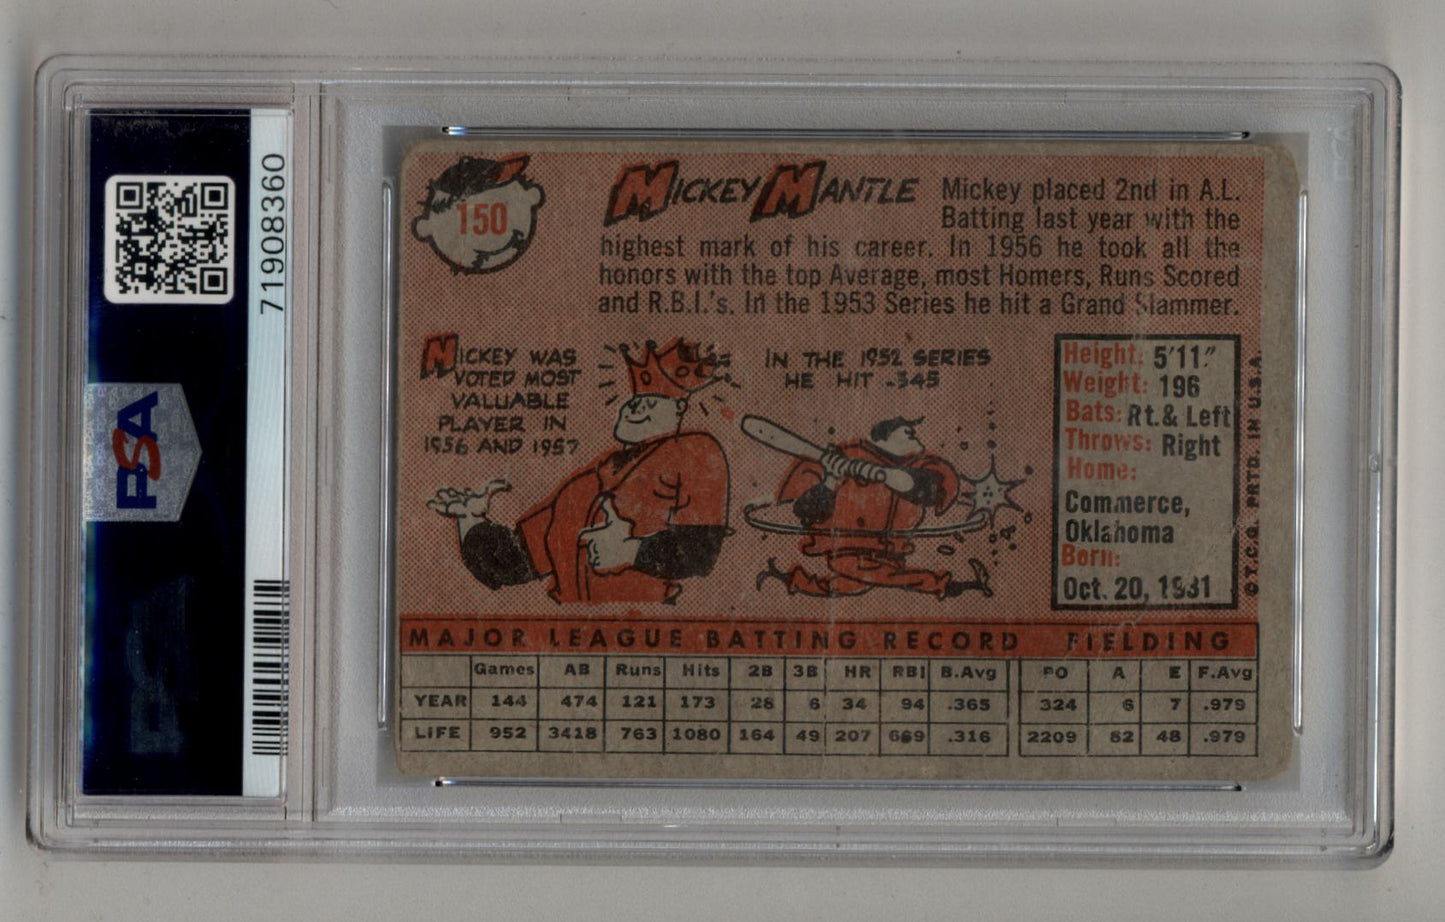 71908360
PSA
150
MICKEY MANTLE
Mickey placed 2nd in A.L.
Batting last year with the
highest mark of his career. In 1956 he took all the
honors with the top Average, most Homers, Runs Scored
and R.B.I.'s. In the 1953 Series he hit a Grand Slammer.
MICKEY WAS
VOTED MOST
VALUABLE
PLAYER IN
1956 AND 1957
IN THE 1952 SERIES
HE HIT .345
Height: 5'11"
Weight: 196
Bats: Rt.& Left
Throws: Right
Home:
Commerce,
Oklahoma
Born:
Oct. 20, 1931
©T.C.G. PRTD. IN U.S.A.
MAJOR LEAGUE BATTING RECORD FIELDING
Games AB Runs Hits 2B 3B HR RBI B.Avg PO A E F.Avg
YEAR 144 474 121 173 28 6 34 94 .365 324 6 7 .979
LIFE 952 3418 763 1080 164 49 207 669 .316 2209 82 48 .979